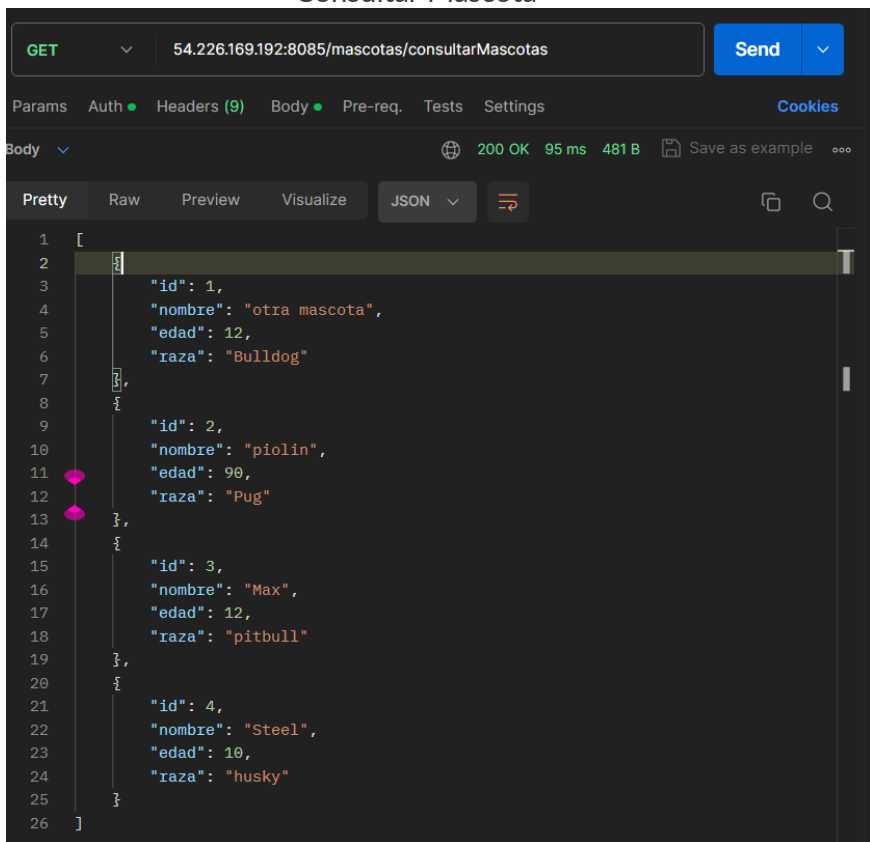 Consultar Mascota
GET 54.226.169.192:8085/mascotas/consultarMascotas Send
Params Auth Headers (9) Body Pre-req. Tests Settings Cookies
Body 200 OK 95 ms 481 B Save as example
Pretty Raw Preview Visualize JSON
1 [
2 {
3 "id": 1,
4 "nombre": "otra mascota",
5 "edad": 12,
6 "raza": "Bulldog"
7 },
8 {
9 "id": 2,
10 "nombre": "piolin",
11 "edad": 90,
12 "raza": "Pug"
13 },
14 {
15 "id": 3,
16 "nombre": "Max",
17 "edad": 12,
18 "raza": "pitbull"
19 },
20 {
21 "id": 4,
22 "nombre": "Steel",
23 "edad": 10,
24 "raza": "husky"
25 }
26 ]